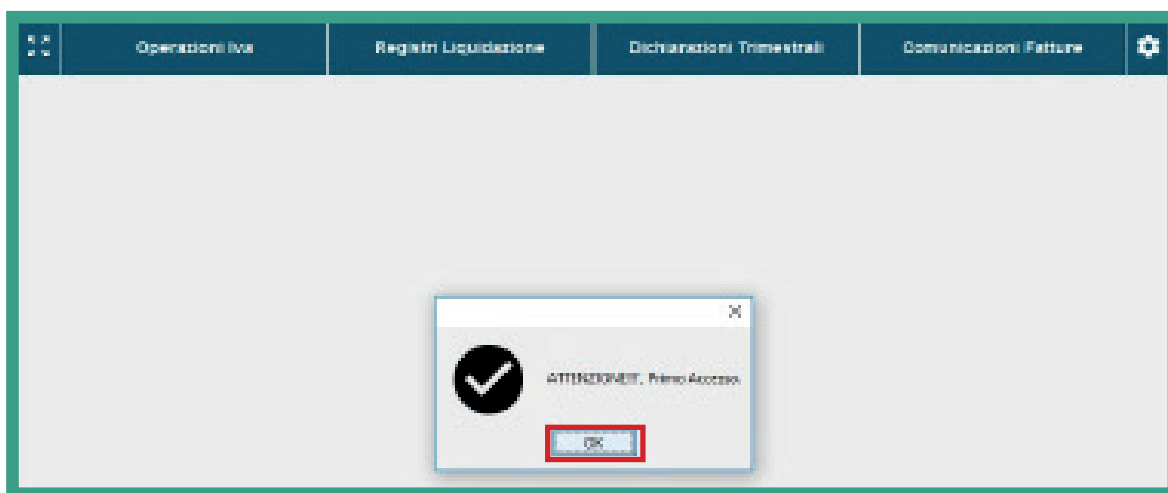 Operazioni Iva
Registri Liquidazione
Dichiarazioni Trimestrali
Comunicazioni Fatture
ATTENZIONE!!!, Primo Accesso.
OK